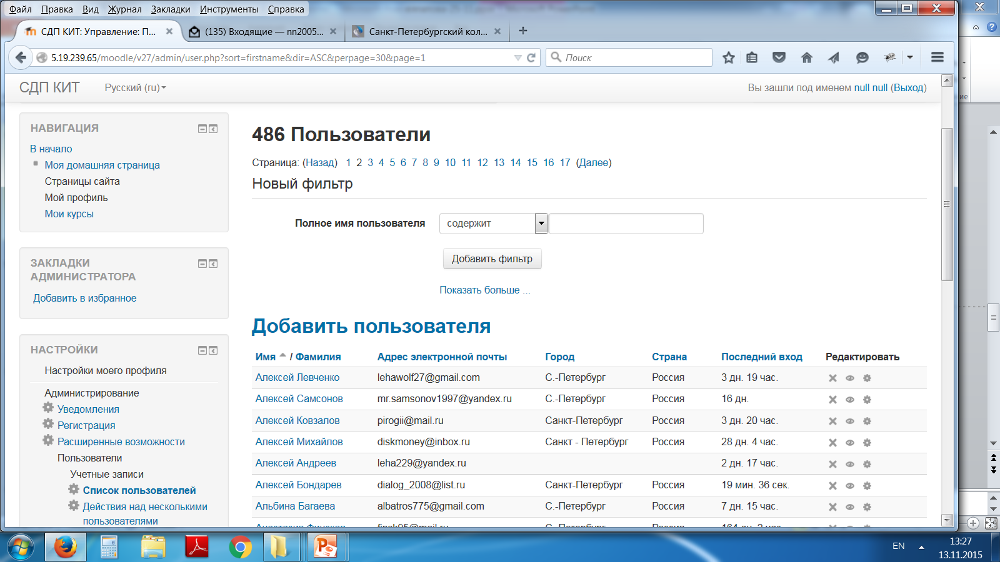 Файл Правка Вид Журнал Закладки Инструменты Справка
СДП КИТ: Управление: П... (135) Входящие — nn2005... Санкт-Петербургский кол...
5.19.239.65/moodle/v27/admin/user.php?sort=firstname&dir=ASC&perpage=30&page=1 Поиск
СДП КИТ Русский (ru) Вы зашли под именем null null (Выход)
НАВИГАЦИЯ
В начало
Моя домашняя страница
Страницы сайта
Мой профиль
Мои курсы
ЗАКЛАДКИ
АДМИНИСТРАТОРА
Добавить в избранное
НАСТРОЙКИ
Настройки моего профиля
Администрирование
Уведомления
Регистрация
Расширенные возможности
Пользователи
Учетные записи
Список пользователей
Действия над несколькими
пользователями
486 Пользователи
Страница: (Назад) 1 2 3 4 5 6 7 8 9 10 11 12 13 14 15 16 17 (Далее)
Новый фильтр
Полное имя пользователя содержит
Добавить фильтр
Показать больше ...
Добавить пользователя
Имя / Фамилия Адрес электронной почты Город Страна Последний вход Редактировать
Алексей Левченко lehawolf27@gmail.com С.-Петербург Россия 3 дн. 19 час.
Алексей Самсонов mr.samsonov1997@yandex.ru С.-Петербург Россия 16 дн.
Алексей Ковзалов pirogii@mail.ru Санкт-Петербург Россия 3 дн. 20 час.
Алексей Михайлов diskmoney@inbox.ru Санкт - Петербург Россия 28 дн. 4 час.
Алексей Андреев leha229@yandex.ru 2 дн. 17 час.
Алексей Бондарев dialog_2008@list.ru Санкт-Петербург Россия 19 мин. 36 сек.
Альбина Багаева albatros775@gmail.com С.-Петербург Россия 7 дн. 15 час.
ие
EN 13:27
13.11.2015